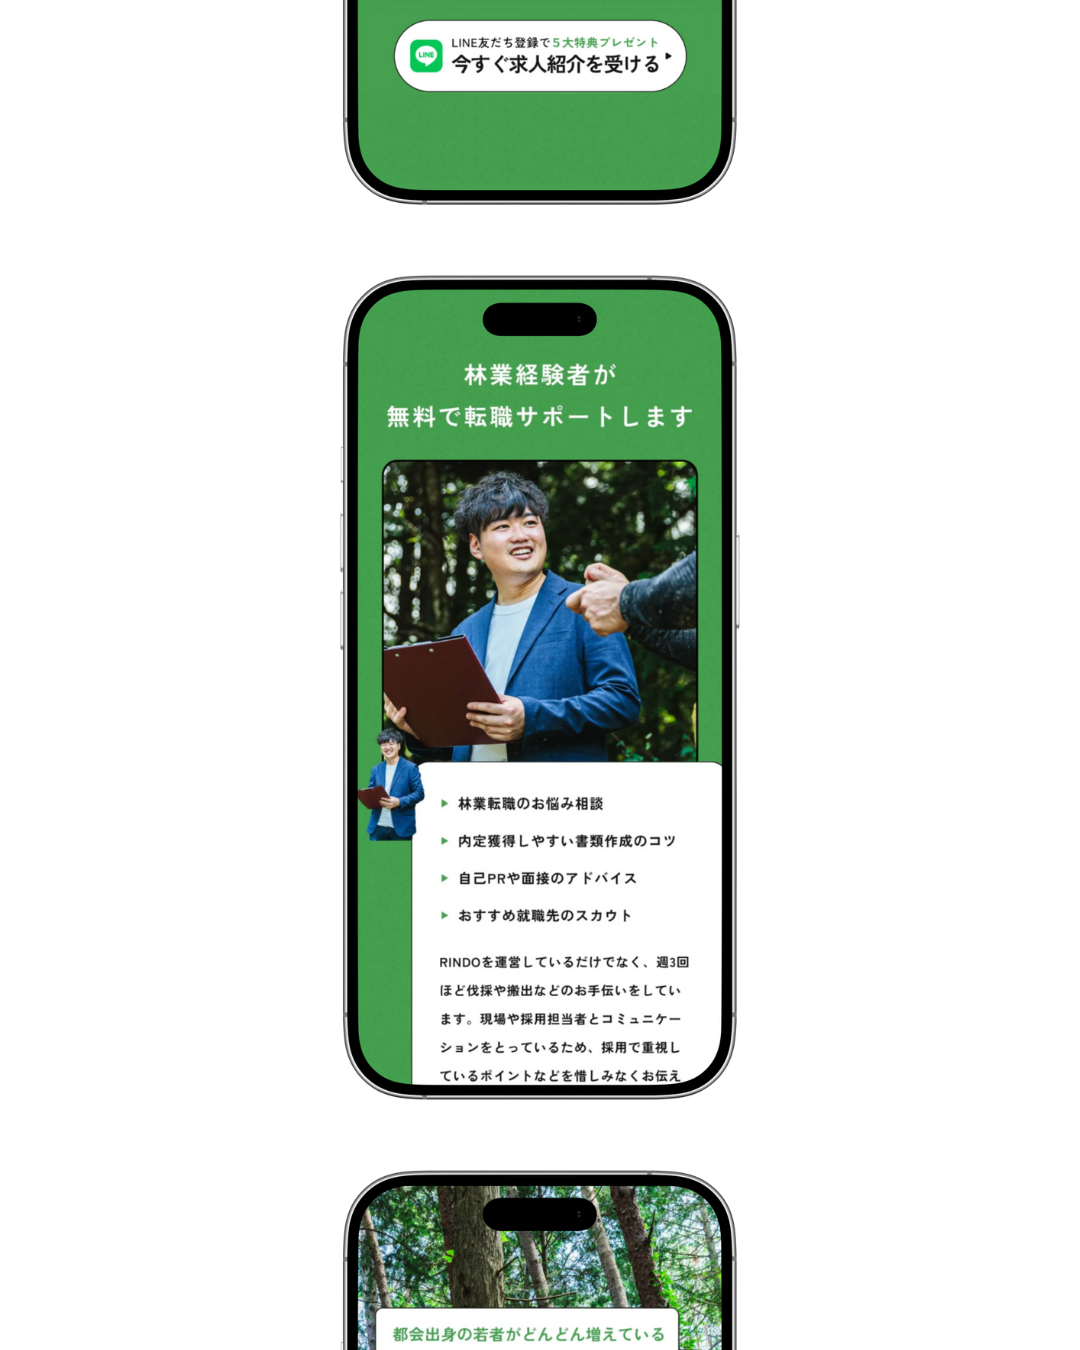 LINE友だち登録で5大特典プレゼント
LINE
今すぐ求人紹介を受ける
林業経験者が
無料で転職サポートします
林業転職のお悩み相談
内定獲得しやすい書類作成のコツ
自己PRや面接のアドバイス
おすすめ就職先のスカウト
RINDOを運営しているだけでなく、週3回
ほど伐採や搬出などのお手伝いをしてい
ます。現場や採用担当者とコミュニケー
ションをとっているため、採用で重視し
ているポイントなどを惜しみなくお伝え
都会出身の若者がどんどん増えている